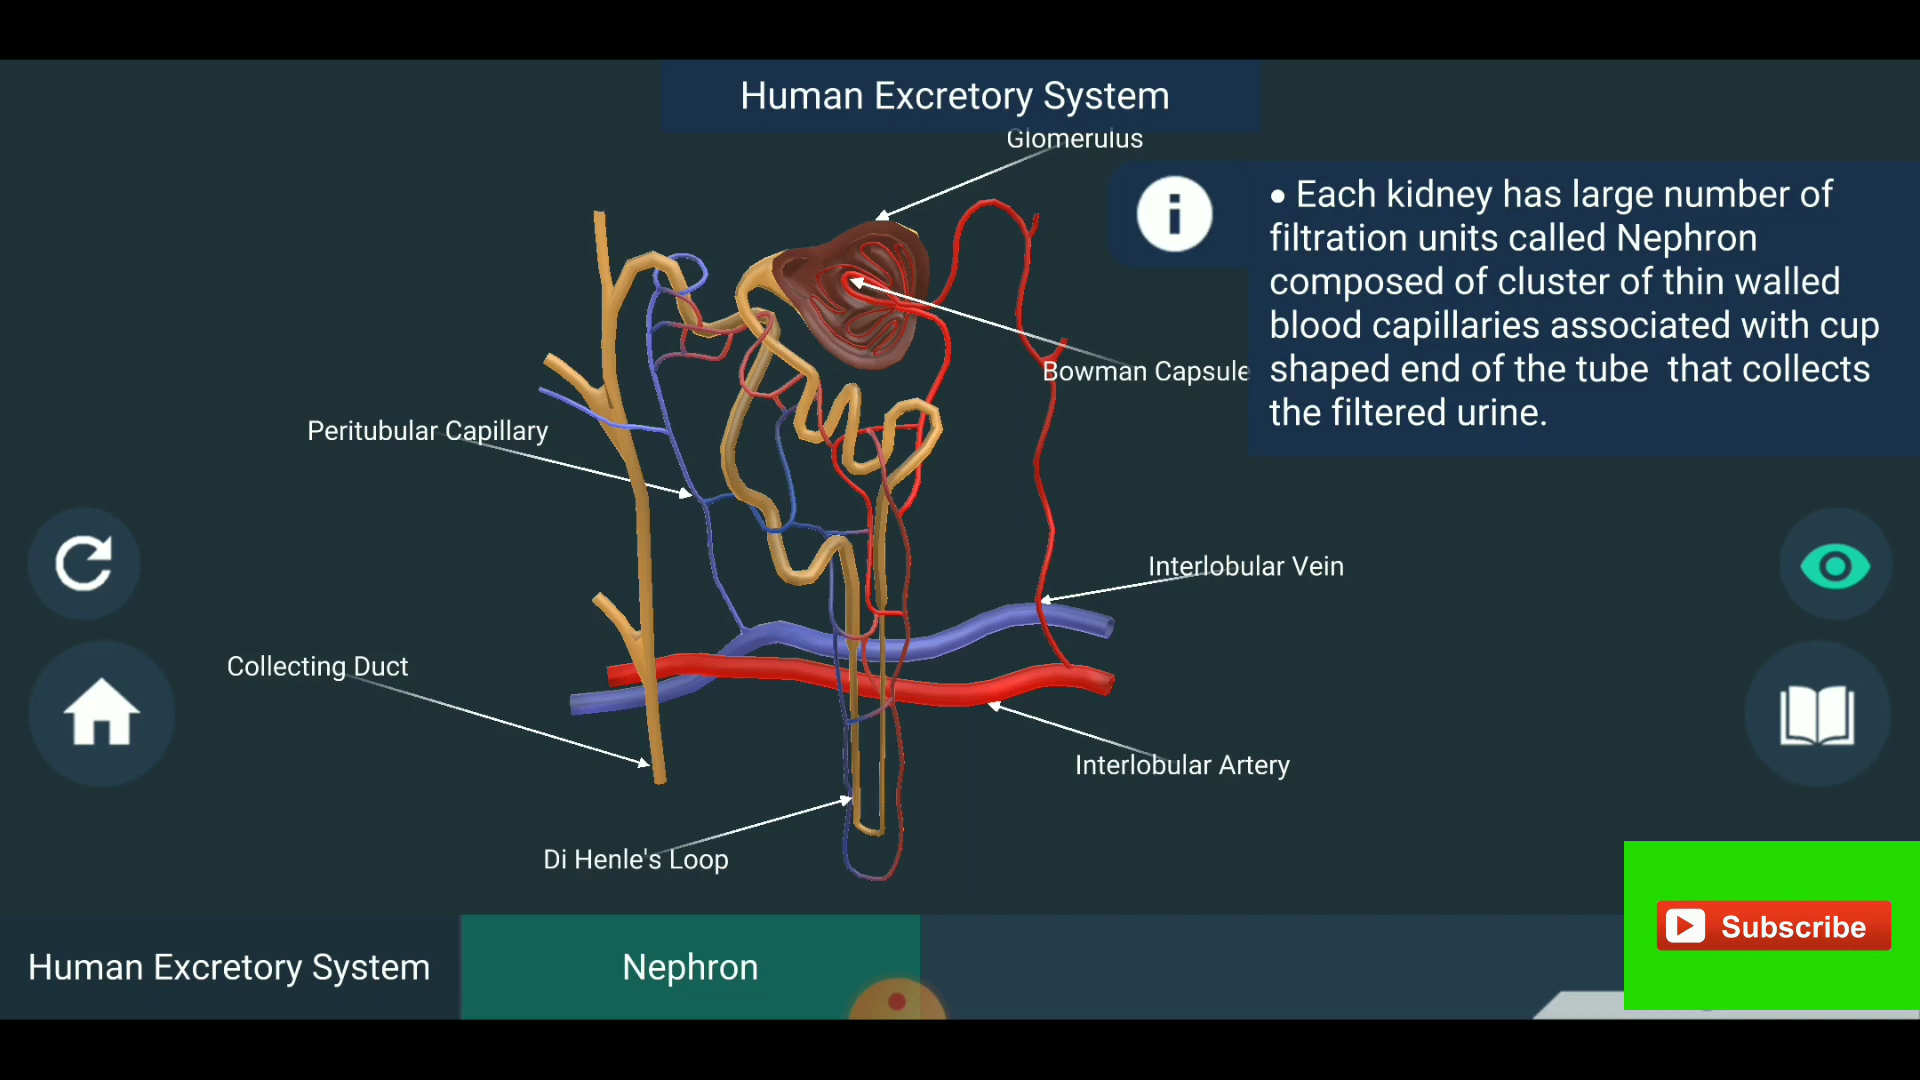 Human Excretory System
Glomerulus
• Each kidney has large number of
filtration units called Nephron
composed of cluster of thin walled
blood capillaries associated with cup
shaped end of the tube  that collects
the filtered urine.
Bowman Capsule
Peritubular Capillary
Interlobular Vein
Collecting Duct
Interlobular Artery
Di Henle's Loop
Subscribe
Human Excretory System
Nephron